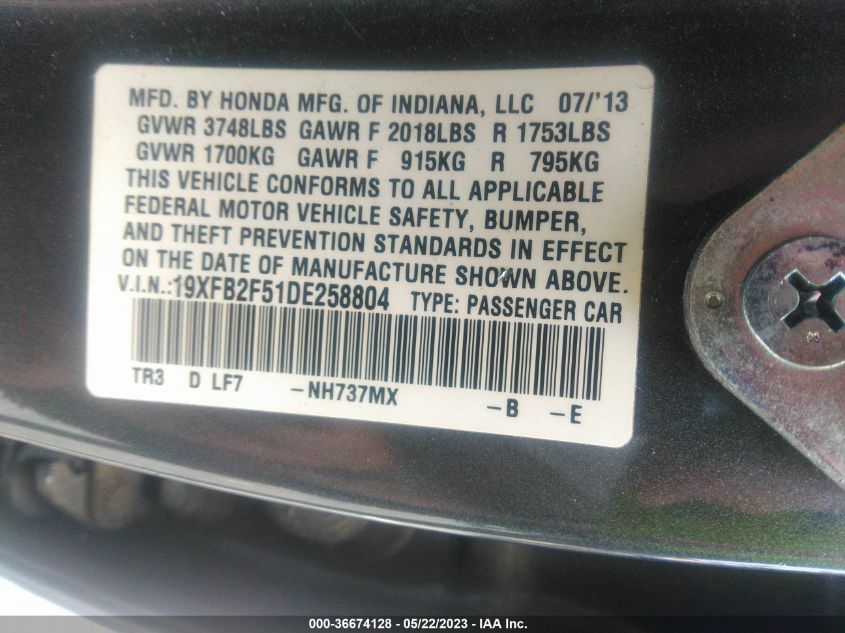 MFD. BY HONDA MFG. OF INDIANA, LLC 07/'13
GVWR 3748LBS GAWR F 2018LBS R 1753LBS
GVWR 1700KG GAWR F 915KG R 795KG
THIS VEHICLE CONFORMS TO ALL APPLICABLE
FEDERAL MOTOR VEHICLE SAFETY, BUMPER,
AND THEFT PREVENTION STANDARDS IN EFFECT
ON THE DATE OF MANUFACTURE SHOWN ABOVE.
V.I.N.:19XFB2F51DE258804 TYPE: PASSENGER CAR
TR3 D LF7 -NH737MX -B -E
000-36674128 - 05/22/2023 - IAA Inc.